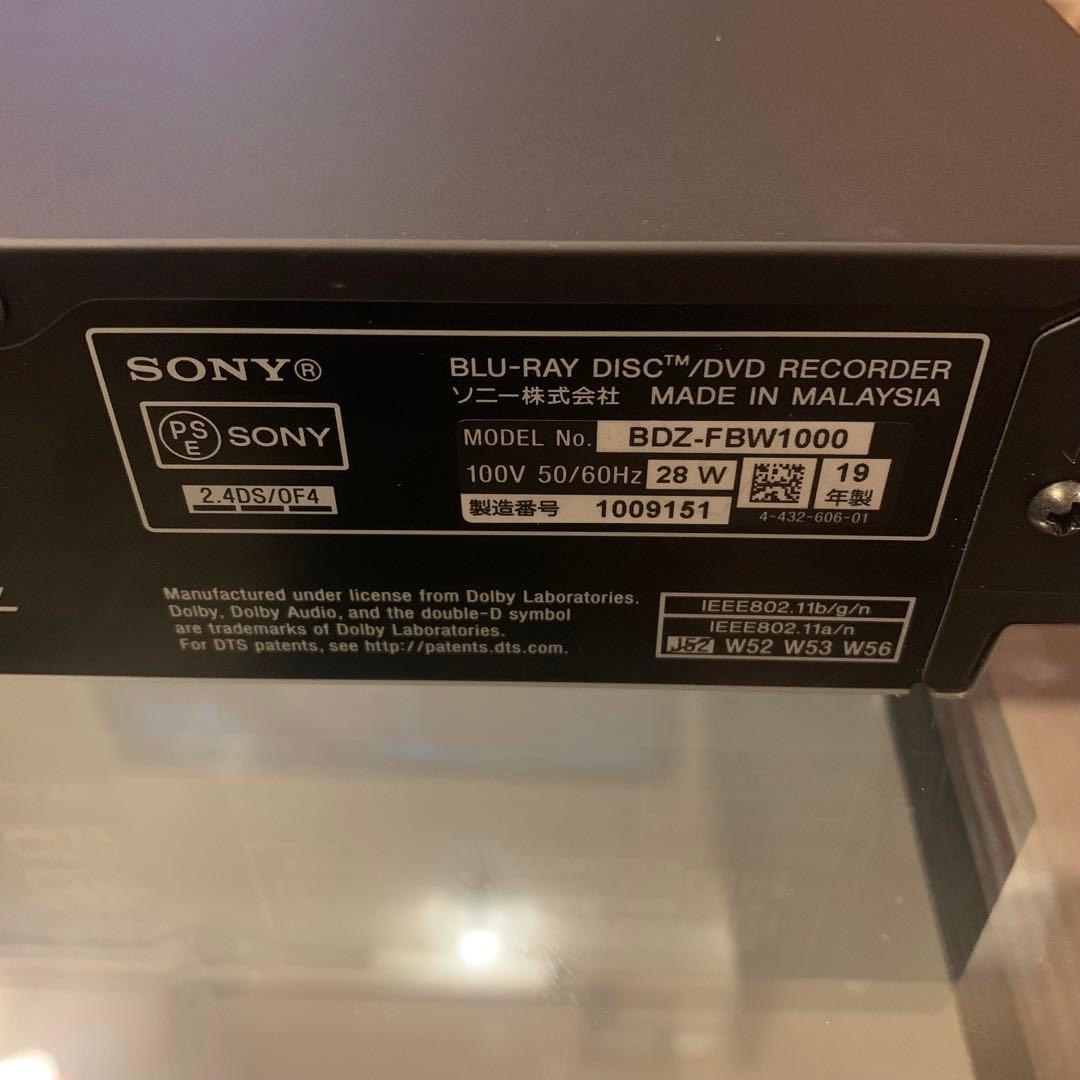 SONY®
BLU-RAY DISC™/DVD RECORDER
ソニー株式会社 MADE IN MALAYSIA
PSE SONY
MODEL No. BDZ-FBW1000
100V 50/60Hz 28 W
19年製
2.4DS/OF4
製造番号 1009151
4-432-606-01
Manufactured under license from Dolby Laboratories.
Dolby, Dolby Audio, and the double-D symbol
are trademarks of Dolby Laboratories.
For DTS patents, see http://patents.dts.com.
IEEE802.11b/g/n
IEEE802.11a/n
J52 W52 W53 W56